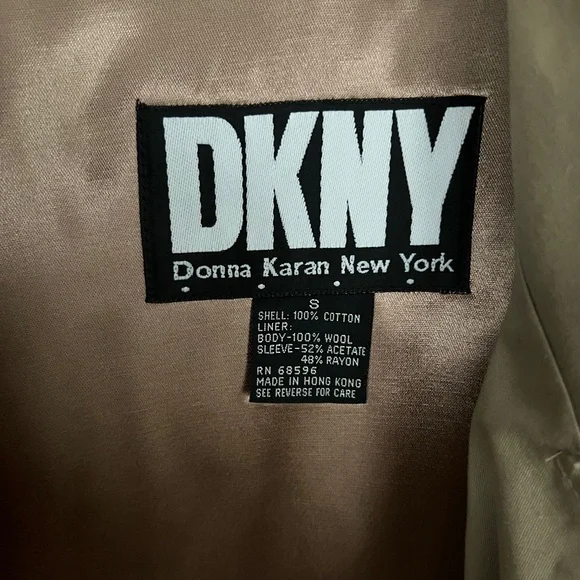 DKNY
Donna Karan New York
S
SHELL: 100% COTTON
LINER:
BODY-100% WOOL
SLEEVE-52% ACETATE
48% RAYON
RN 68596
MADE IN HONG KONG
SEE REVERSE FOR CARE